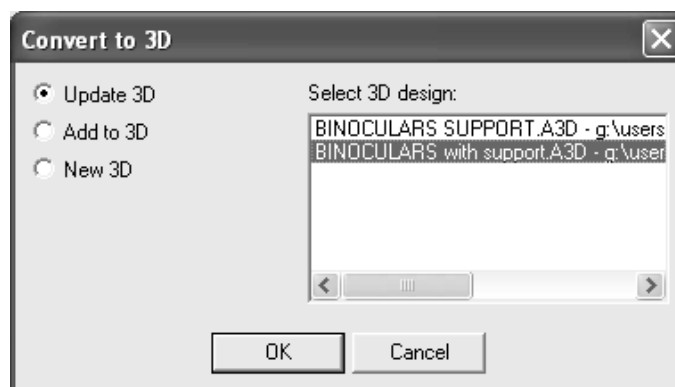 Convert to 3D
Update 3D
Add to 3D
New 3D
Select 3D design:
BINOCULARS SUPPORT.A3D - g:\users
BINOCULARS with support.A3D - g:\user
OK
Cancel